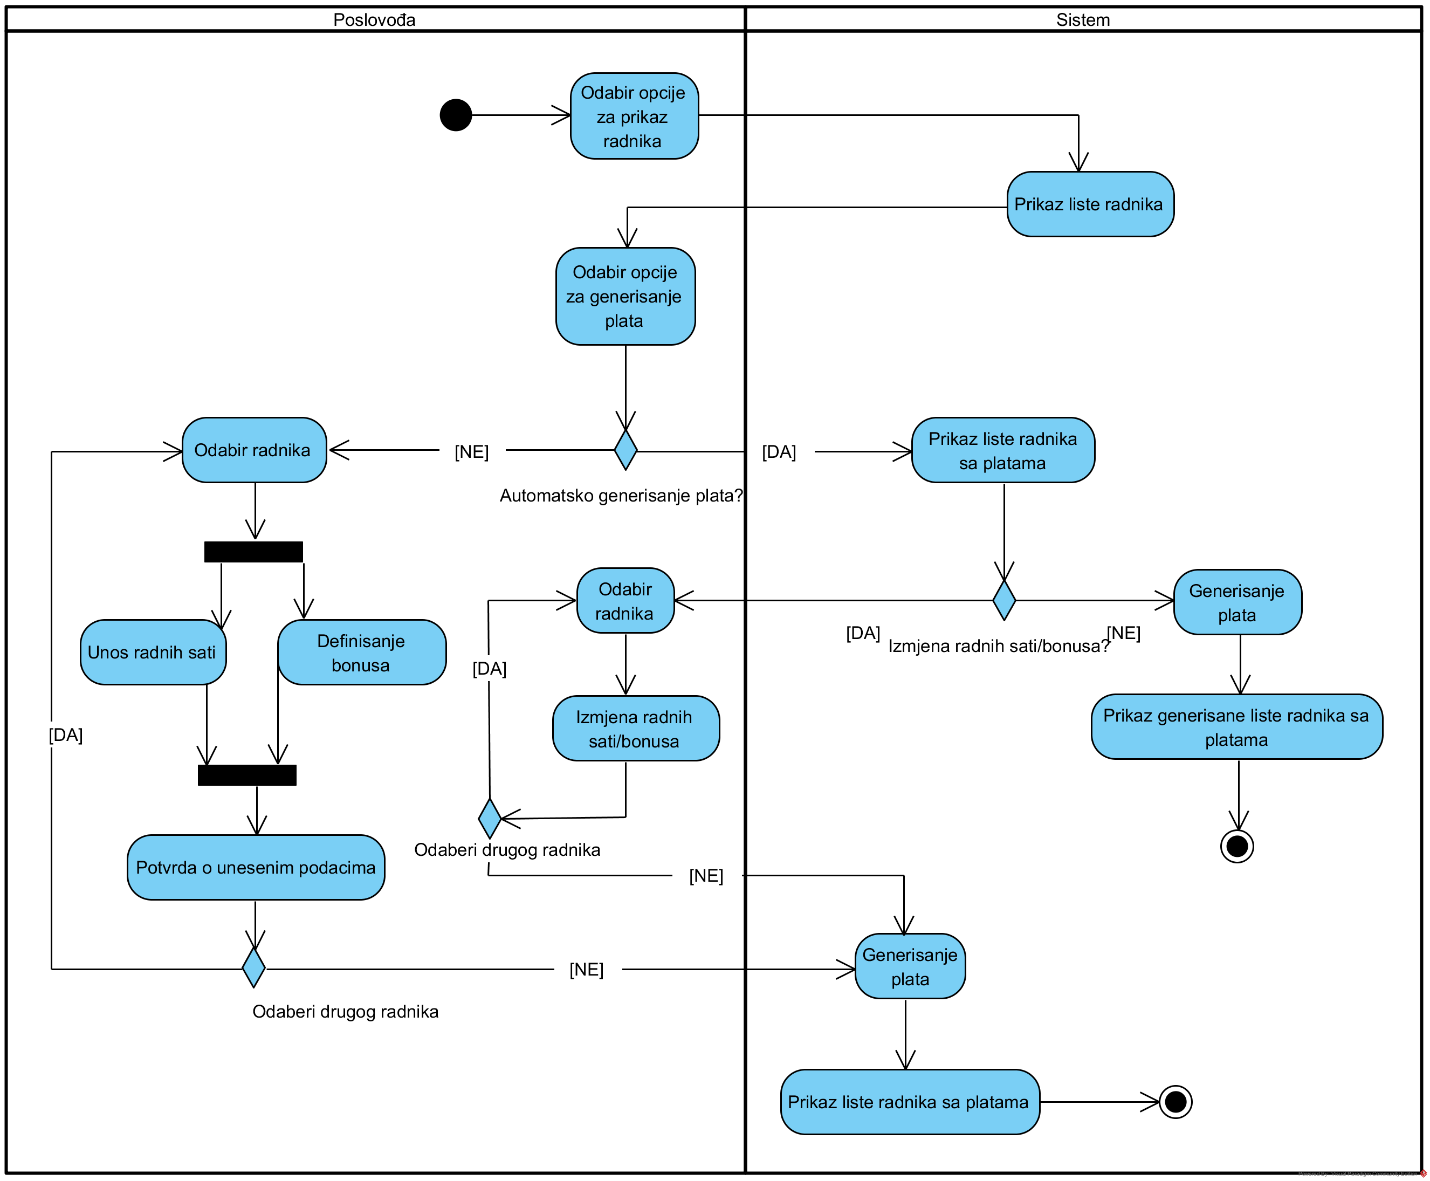 Poslovođa
Sistem
Odabir opcije
za prikaz
radnika
Prikaz liste radnika
Odabir opcije
za generisanje
plata
Odabir radnika
[NE]
[DA]
Prikaz liste radnika
sa platama
Automatsko generisanje plata?
Odabir
radnika
Generisanje
plata
[DA]
Izmjena radnih sati/bonusa?
[NE]
Unos radnih sati
Definisanje
bonusa
[DA]
Izmjena radnih
sati/bonusa
Prikaz generisane liste radnika sa
platama
[DA]
Odaberi drugog radnika
Potvrda o unesenim podacima
[NE]
Generisanje
plata
[NE]
Odaberi drugog radnika
Prikaz liste radnika sa platama